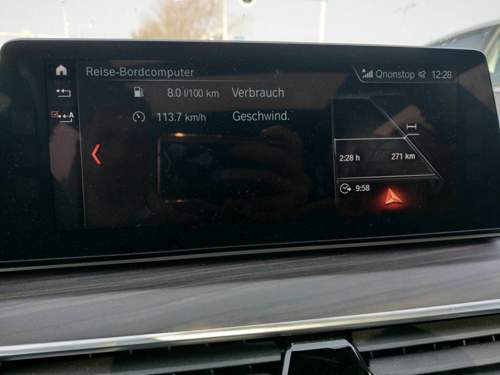 Reise-Bordcomputer
Qnonstop 12:28
8.0 l/100 km Verbrauch
113.7 km/h Geschwind.
A
2:28 h 271 km
9:58